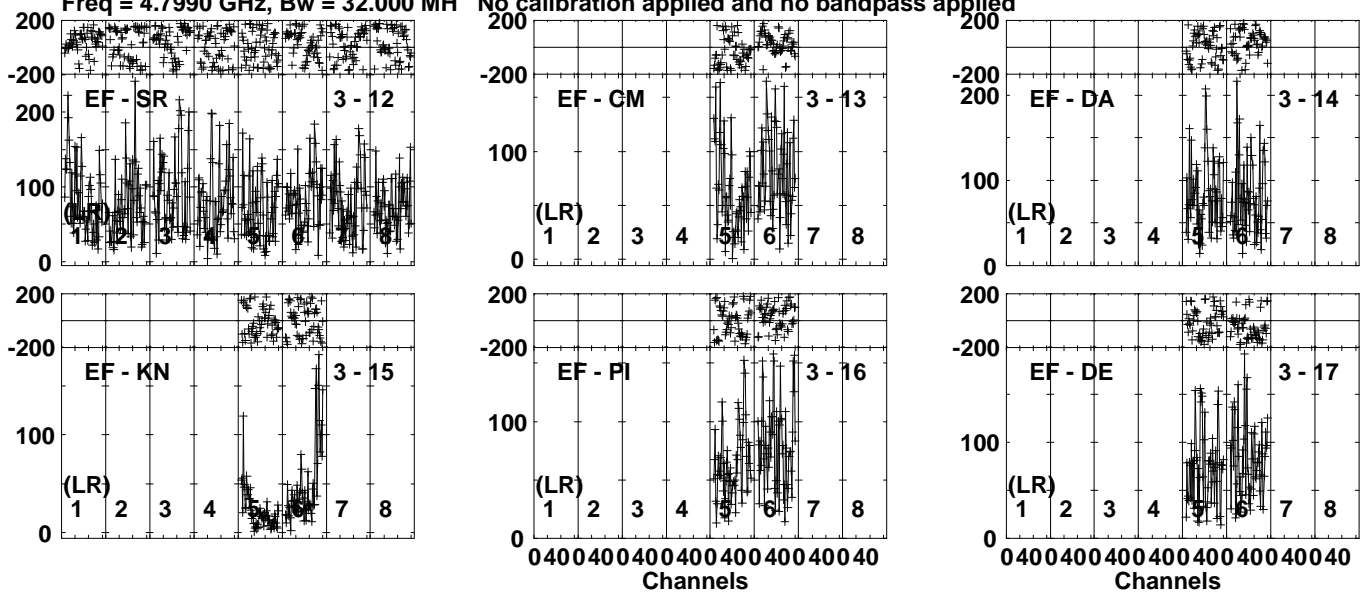 Freq = 4.7990 GHz, Bw = 32.000 MH No calibration applied and no bandpass applied
200
-200
EF - SR 3 - 12
200
100
0
(LR)
1 2 3 4 5 6 7 8
200
-200
EF - CM 3 - 13
100
0
(LR)
1 2 3 4 5 6 7 8
200
-200
EF - DA 3 - 14
200
100
0
(LR)
1 2 3 4 5 6 7 8
200
-200
EF - KN 3 - 15
100
0
(LR)
1 2 3 4 5 6 7 8
200
-200
EF - PI 3 - 16
100
0
(LR)
1 2 3 4 5 6 7 8
0 40 0 40 0 40 0 40 0 40 0 40 0 40 0 40
Channels
200
-200
EF - DE 3 - 17
100
0
(LR)
1 2 3 4 5 6 7 8
0 40 0 40 0 40 0 40 0 40 0 40 0 40 0 40
Channels